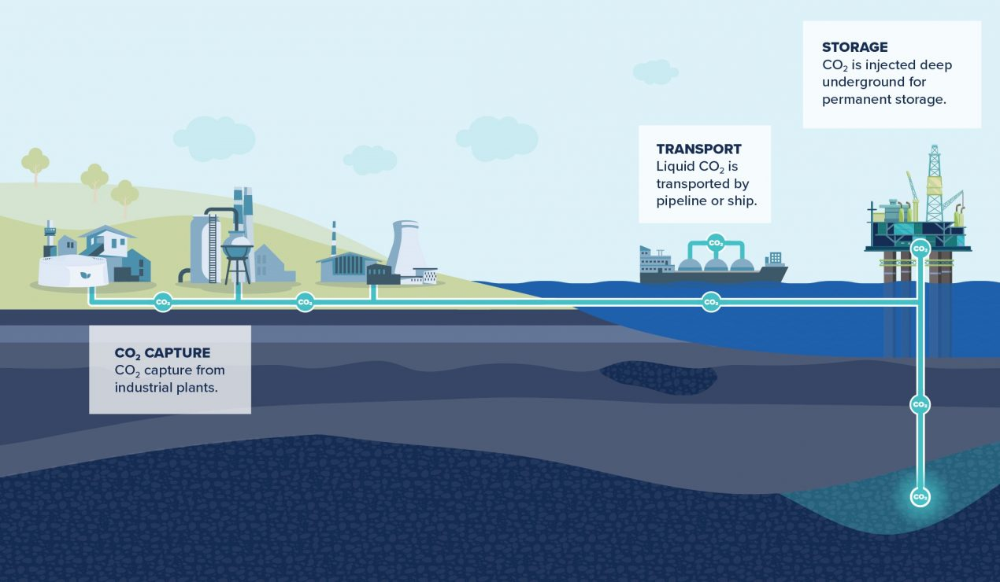 STORAGE
CO₂ is injected deep
underground for
permanent storage.
TRANSPORT
Liquid CO₂ is
transported by
pipeline or ship.
CO₂
CO₂
CO₂
CO₂
CO₂
CO₂ CAPTURE
CO₂ capture from
industrial plants.
CO₂
CO₂